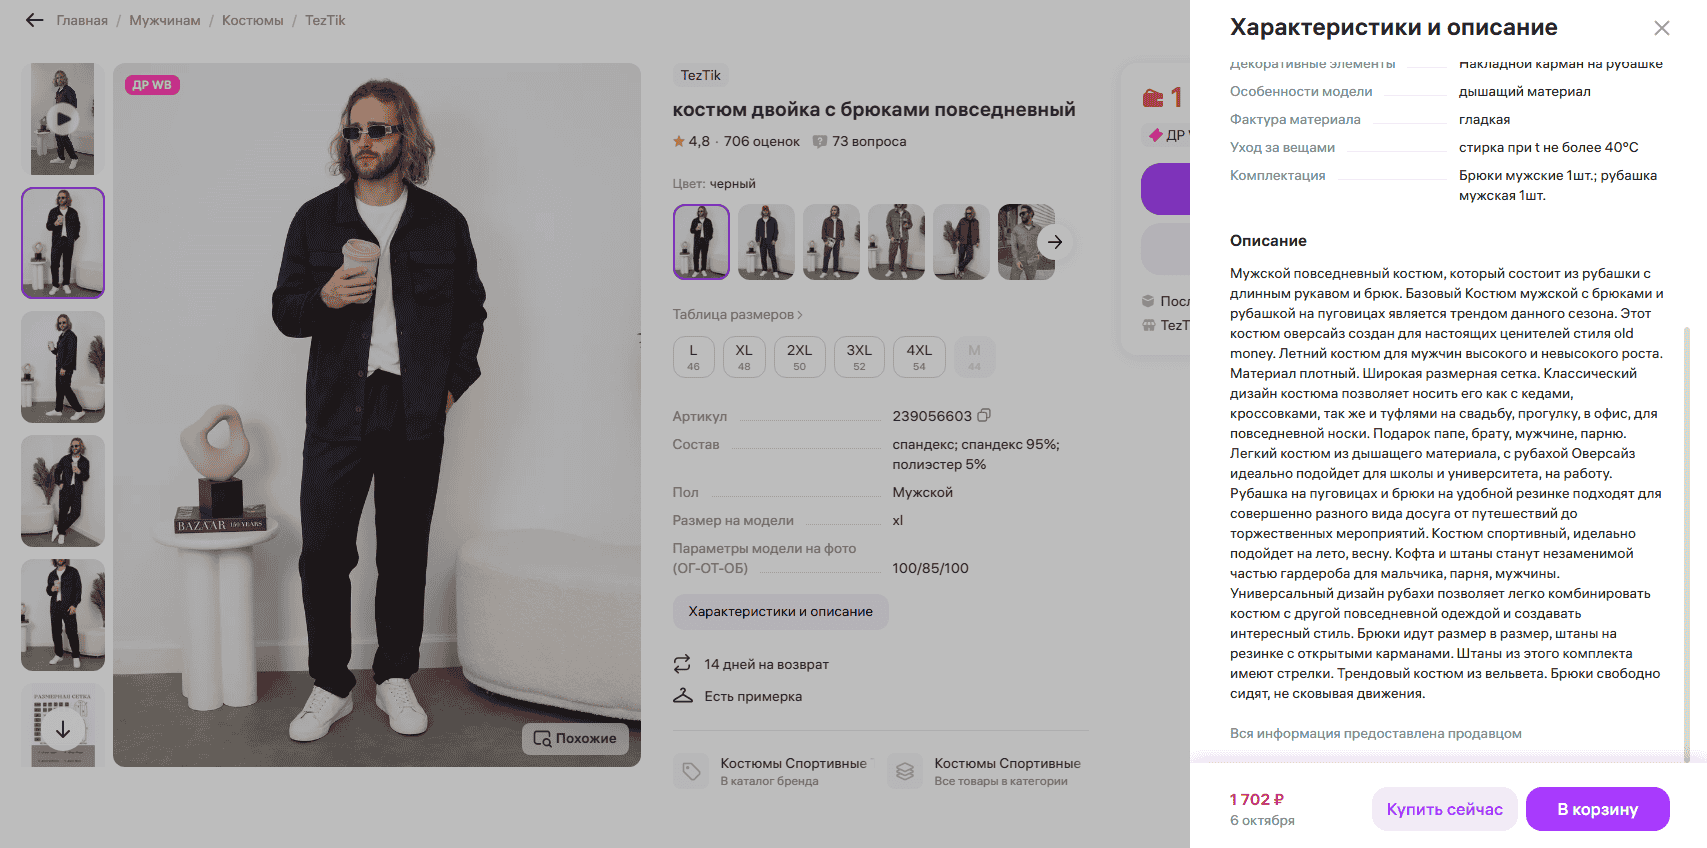 Главная / Мужчинам / Костюмы / TezTik
ДР WB
BAZAAR 150 YEARS
Похожие
РАЗМЕРНАЯ СЕТКА
TezTik
костюм двойка с брюками повседневный
4,8 · 706 оценок 73 вопроса
Цвет: черный
Таблица размеров
L XL 2XL 3XL 4XL M
46 48 50 52 54 44
Артикул 239056603
Состав спандекс; спандекс 95%;
полиэстер 5%
Пол Мужской
Размер на модели xl
Параметры модели на фото
(ОГ-ОТ-ОБ) 100/85/100
Характеристики и описание
14 дней на возврат
Есть примерка
Костюмы Спортивные
В каталог бренда
Костюмы Спортивные
Все товары в категории
1
ДР
Посл
TezT
Характеристики и описание
Декоративные элементы Накладной карман на рубашке
Особенности модели дышащий материал
Фактура материала гладкая
Уход за вещами стирка при t не более 40°C
Комплектация Брюки мужские 1шт.; рубашка
мужская 1шт.
Описание
Мужской повседневный костюм, который состоит из рубашки с
длинным рукавом и брюк. Базовый Костюм мужской с брюками и
рубашкой на пуговицах является трендом данного сезона. Этот
костюм оверсайз создан для настоящих ценителей стиля old
money. Летний костюм для мужчин высокого и невысокого роста.
Материал плотный. Широкая размерная сетка. Классический
дизайн костюма позволяет носить его как с кедами,
кроссовками, так же и туфлями на свадьбу, прогулку, в офис, для
повседневной носки. Подарок папе, брату, мужчине, парню.
Легкий костюм из дышащего материала, с рубахой Оверсайз
идеально подойдет для школы и университета, на работу.
Рубашка на пуговицах и брюки на удобной резинке подходят для
совершенно разного вида досуга от путешествий до
торжественных мероприятий. Костюм спортивный, иделаьно
подойдет на лето, весну. Кофта и штаны станут незаменимой
частью гардероба для мальчика, парня, мужчины.
Универсальный дизайн рубахи позволяет легко комбинировать
костюм с другой повседневной одеждой и создавать
интересный стиль. Брюки идут размер в размер, штаны на
резинке с открытыми карманами. Штаны из этого комплекта
имеют стрелки. Трендовый костюм из вельвета. Брюки свободно
сидят, не сковывая движения.
Вся информация предоставлена продавцом
1 702 ₽
6 октября
Купить сейчас
В корзину